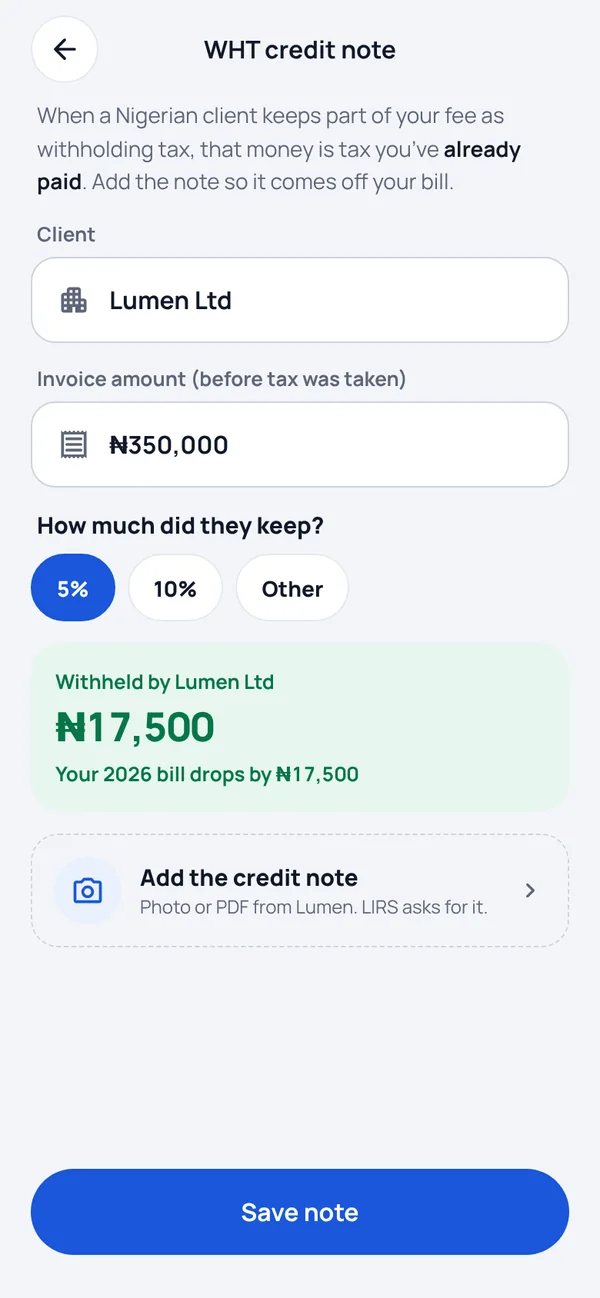 WHT credit note
When a Nigerian client keeps part of your fee as
withholding tax, that money is tax you've already
paid. Add the note so it comes off your bill.
Client
Lumen Ltd
Invoice amount (before tax was taken)
₦350,000
How much did they keep?
5% 10% Other
Withheld by Lumen Ltd
₦17,500
Your 2026 bill drops by ₦17,500
Add the credit note
Photo or PDF from Lumen. LIRS asks for it.
Save note